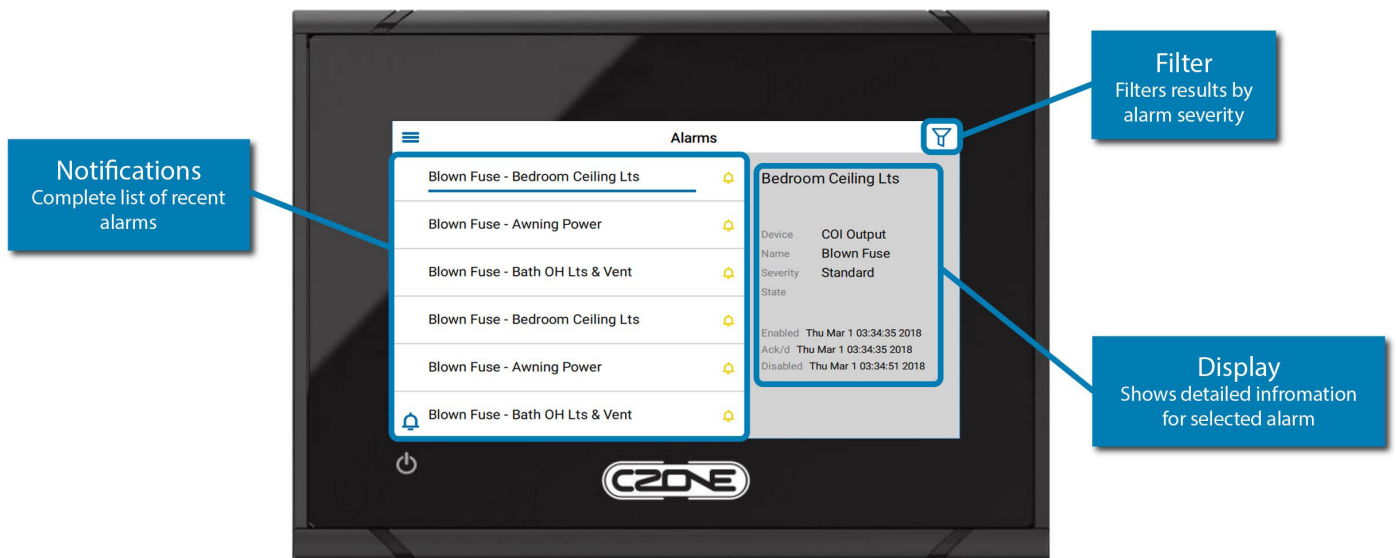 Notifications
Complete list of recent
alarms
Alarms
Blown Fuse - Bedroom Ceiling Lts
Blown Fuse - Awning Power
Blown Fuse - Bath OH Lts & Vent
Blown Fuse - Bedroom Ceiling Lts
Blown Fuse - Awning Power
Blown Fuse - Bath OH Lts & Vent
Bedroom Ceiling Lts
Device COI Output
Name Blown Fuse
Severity Standard
State
Enabled Thu Mar 1 03:34:35 2018
Ack/d Thu Mar 1 03:34:35 2018
Disabled Thu Mar 1 03:34:51 2018
Filter
Filters results by
alarm severity
Display
Shows detailed infromation
for selected alarm
CZONE